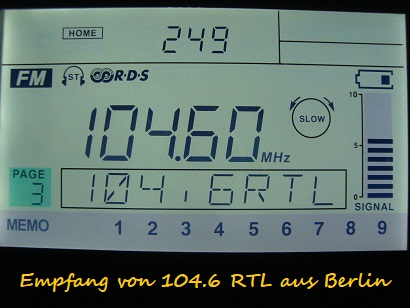 HOME 249
FM ST R·D·S
10
104.60 MHz
SLOW
5
PAGE 3
104,6RTL
0
SIGNAL
MEMO 1 2 3 4 5 6 7 8 9
Empfang von 104.6 RTL aus Berlin